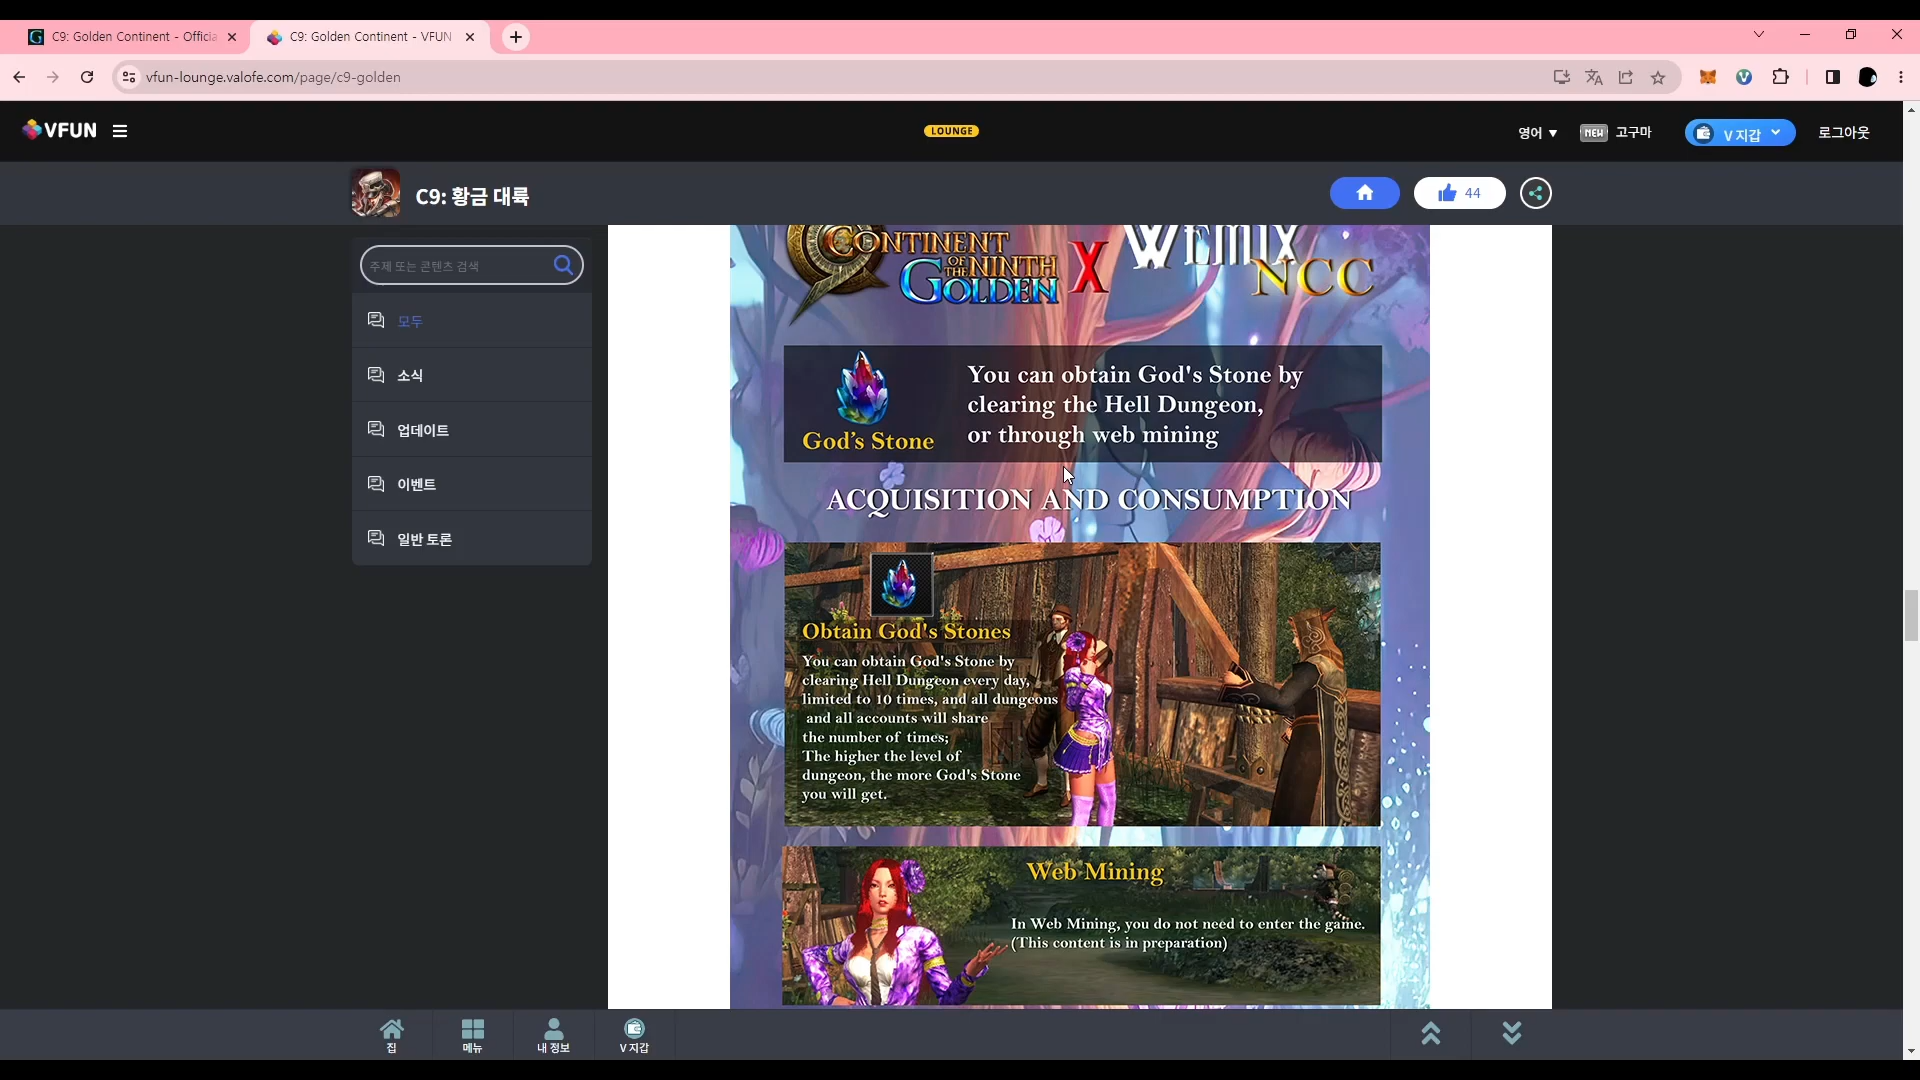 C9: Golden Continent - Officia
C9: Golden Continent - VFUN
vfun-lounge.valofe.com/page/c9-golden
VFUN
LOUNGE
영어 ▼
NEW 고구마
V 지갑
로그아웃
C9: 황금 대륙
44
주제 또는 콘텐츠 검색
모두
소식
업데이트
이벤트
일반 토론
CONTINENT
OF
THE NINTH
GOLDEN
X
WEMIX
NCC
God's Stone
You can obtain God's Stone by
clearing the Hell Dungeon,
or through web mining
ACQUISITION AND CONSUMPTION
Obtain God's Stones
You can obtain God's Stone by
clearing Hell Dungeon every day,
limited to 10 times, and all dungeons
and all accounts will share
the number of times;
The higher the level of
dungeon, the more God's Stone
you will get.
Web Mining
In Web Mining, you do not need to enter the game.
(This content is in preparation)
집
메뉴
내 정보
V 지갑